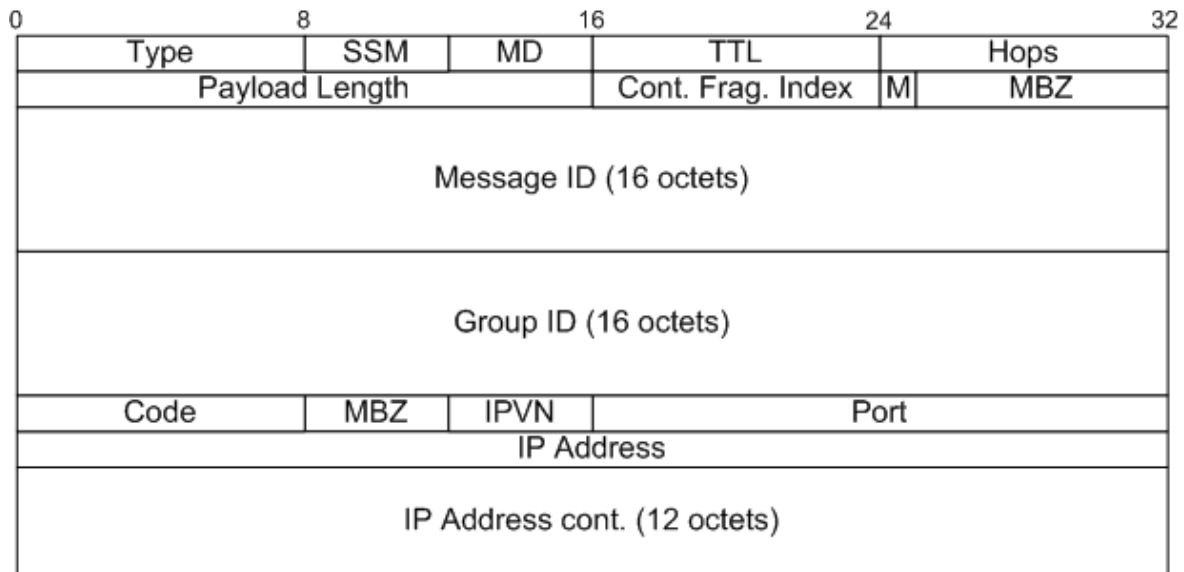 0 8 16 24 32
Type SSM MD TTL Hops
Payload Length Cont. Frag. Index M MBZ
Message ID (16 octets)
Group ID (16 octets)
Code MBZ IPVN Port
IP Address
IP Address cont. (12 octets)